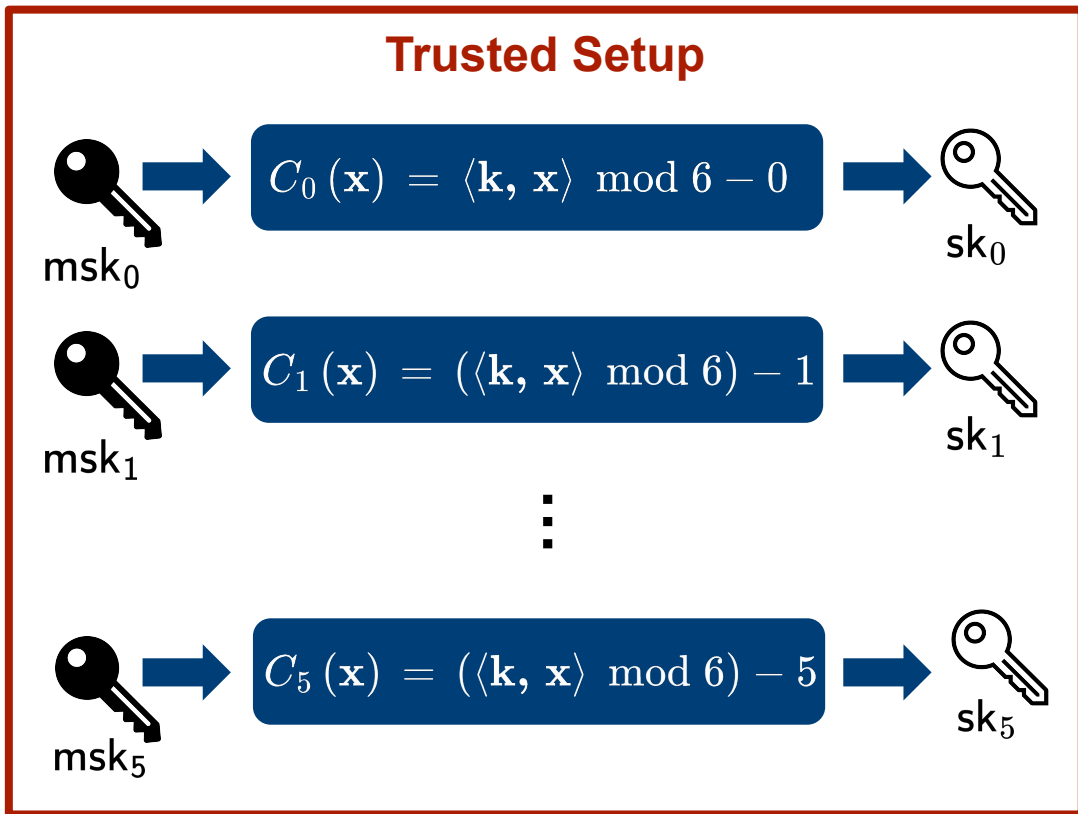 Trusted Setup
C₀ (x) = ⟨k, x⟩ mod 6 − 0
msk₀
sk₀
C₁ (x) = (⟨k, x⟩ mod 6) − 1
msk₁
sk₁
⋮
C₅ (x) = (⟨k, x⟩ mod 6) − 5
msk₅
sk₅